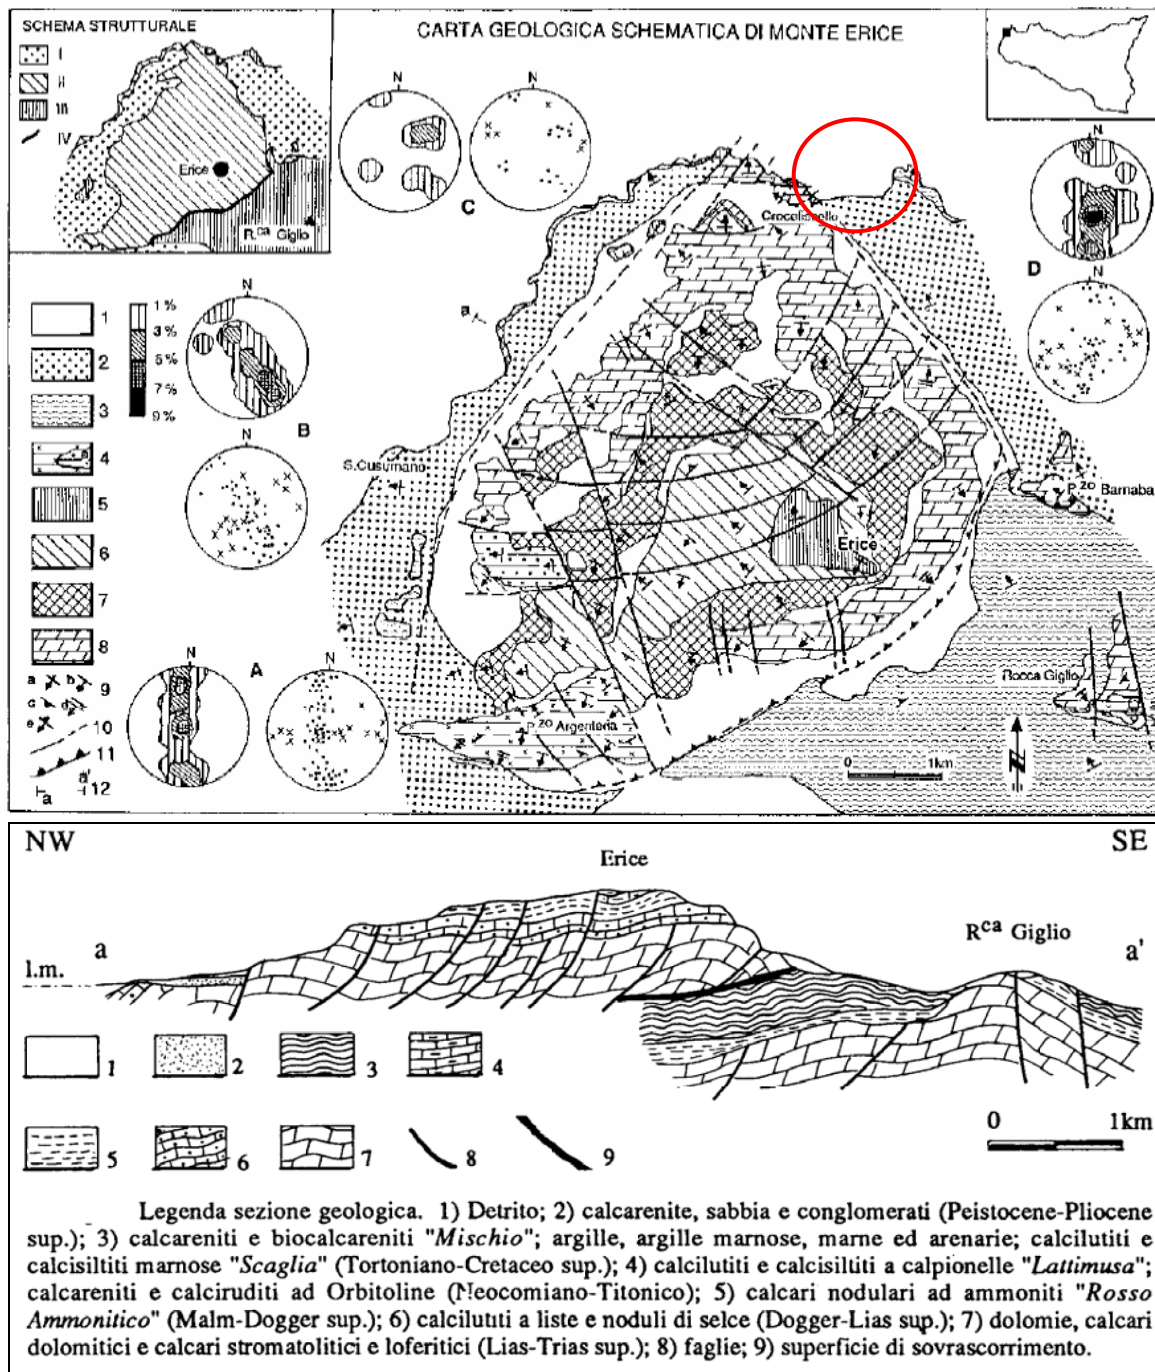 SCHEMA STRUTTURALE
I
II
III
IV
Erice
R.ca Giglio
CARTA GEOLOGICA SCHEMATICA DI MONTE ERICE
N
N
C
N
D
N
1
2
3
4
5
6
7
8
a b 9
c d
e 10
11
a' 12
a
1 %
3 %
5 %
7 %
9 %
N
B
N
N
A
N
a
S.Cusumano
Erice
P.zo Barnaba
Rocca Giglio
P.zo Argenteria
0 1km
N
NW SE
Erice
Rca Giglio
a a'
l.m.
1 2 3 4
5 6 7 8 9
0 1km
Legenda sezione geologica. 1) Detrito; 2) calcarenite, sabbia e conglomerati (Peistocene-Pliocene
sup.); 3) calcareniti e biocalcareniti "Mischio"; argille, argille marnose, marne ed arenarie; calcilutiti e
calcisiltiti marnose "Scaglia" (Tortoniano-Cretaceo sup.); 4) calcilutiti e calcisiltiti a calpionelle "Lattimusa";
calcareniti e calciruditi ad Orbitoline (Neocomiano-Titonico); 5) calcari nodulari ad ammoniti "Rosso
Ammonitico" (Malm-Dogger sup.); 6) calcilutiti a liste e noduli di selce (Dogger-Lias sup.); 7) dolomie, calcari
dolomitici e calcari stromatolitici e loferitici (Lias-Trias sup.); 8) faglie; 9) superficie di sovrascorrimento.